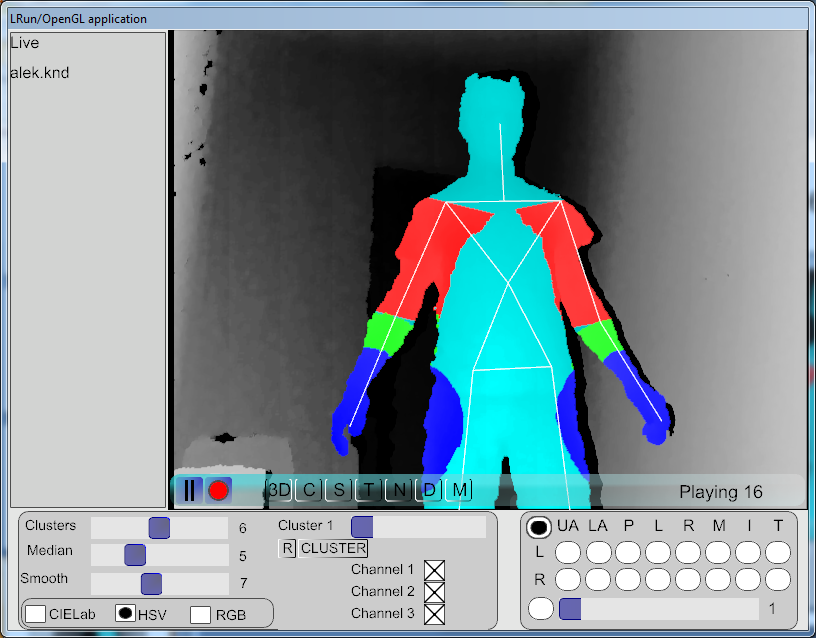 LRun/OpenGL application
Live
alek.knd
3D C S T N D M
Playing 16
Clusters 6
Median 5
Smooth 7
CIELab HSV RGB
Cluster 1
R CLUSTER
Channel 1
Channel 2
Channel 3
UA LA P L R M I T
L
R
1